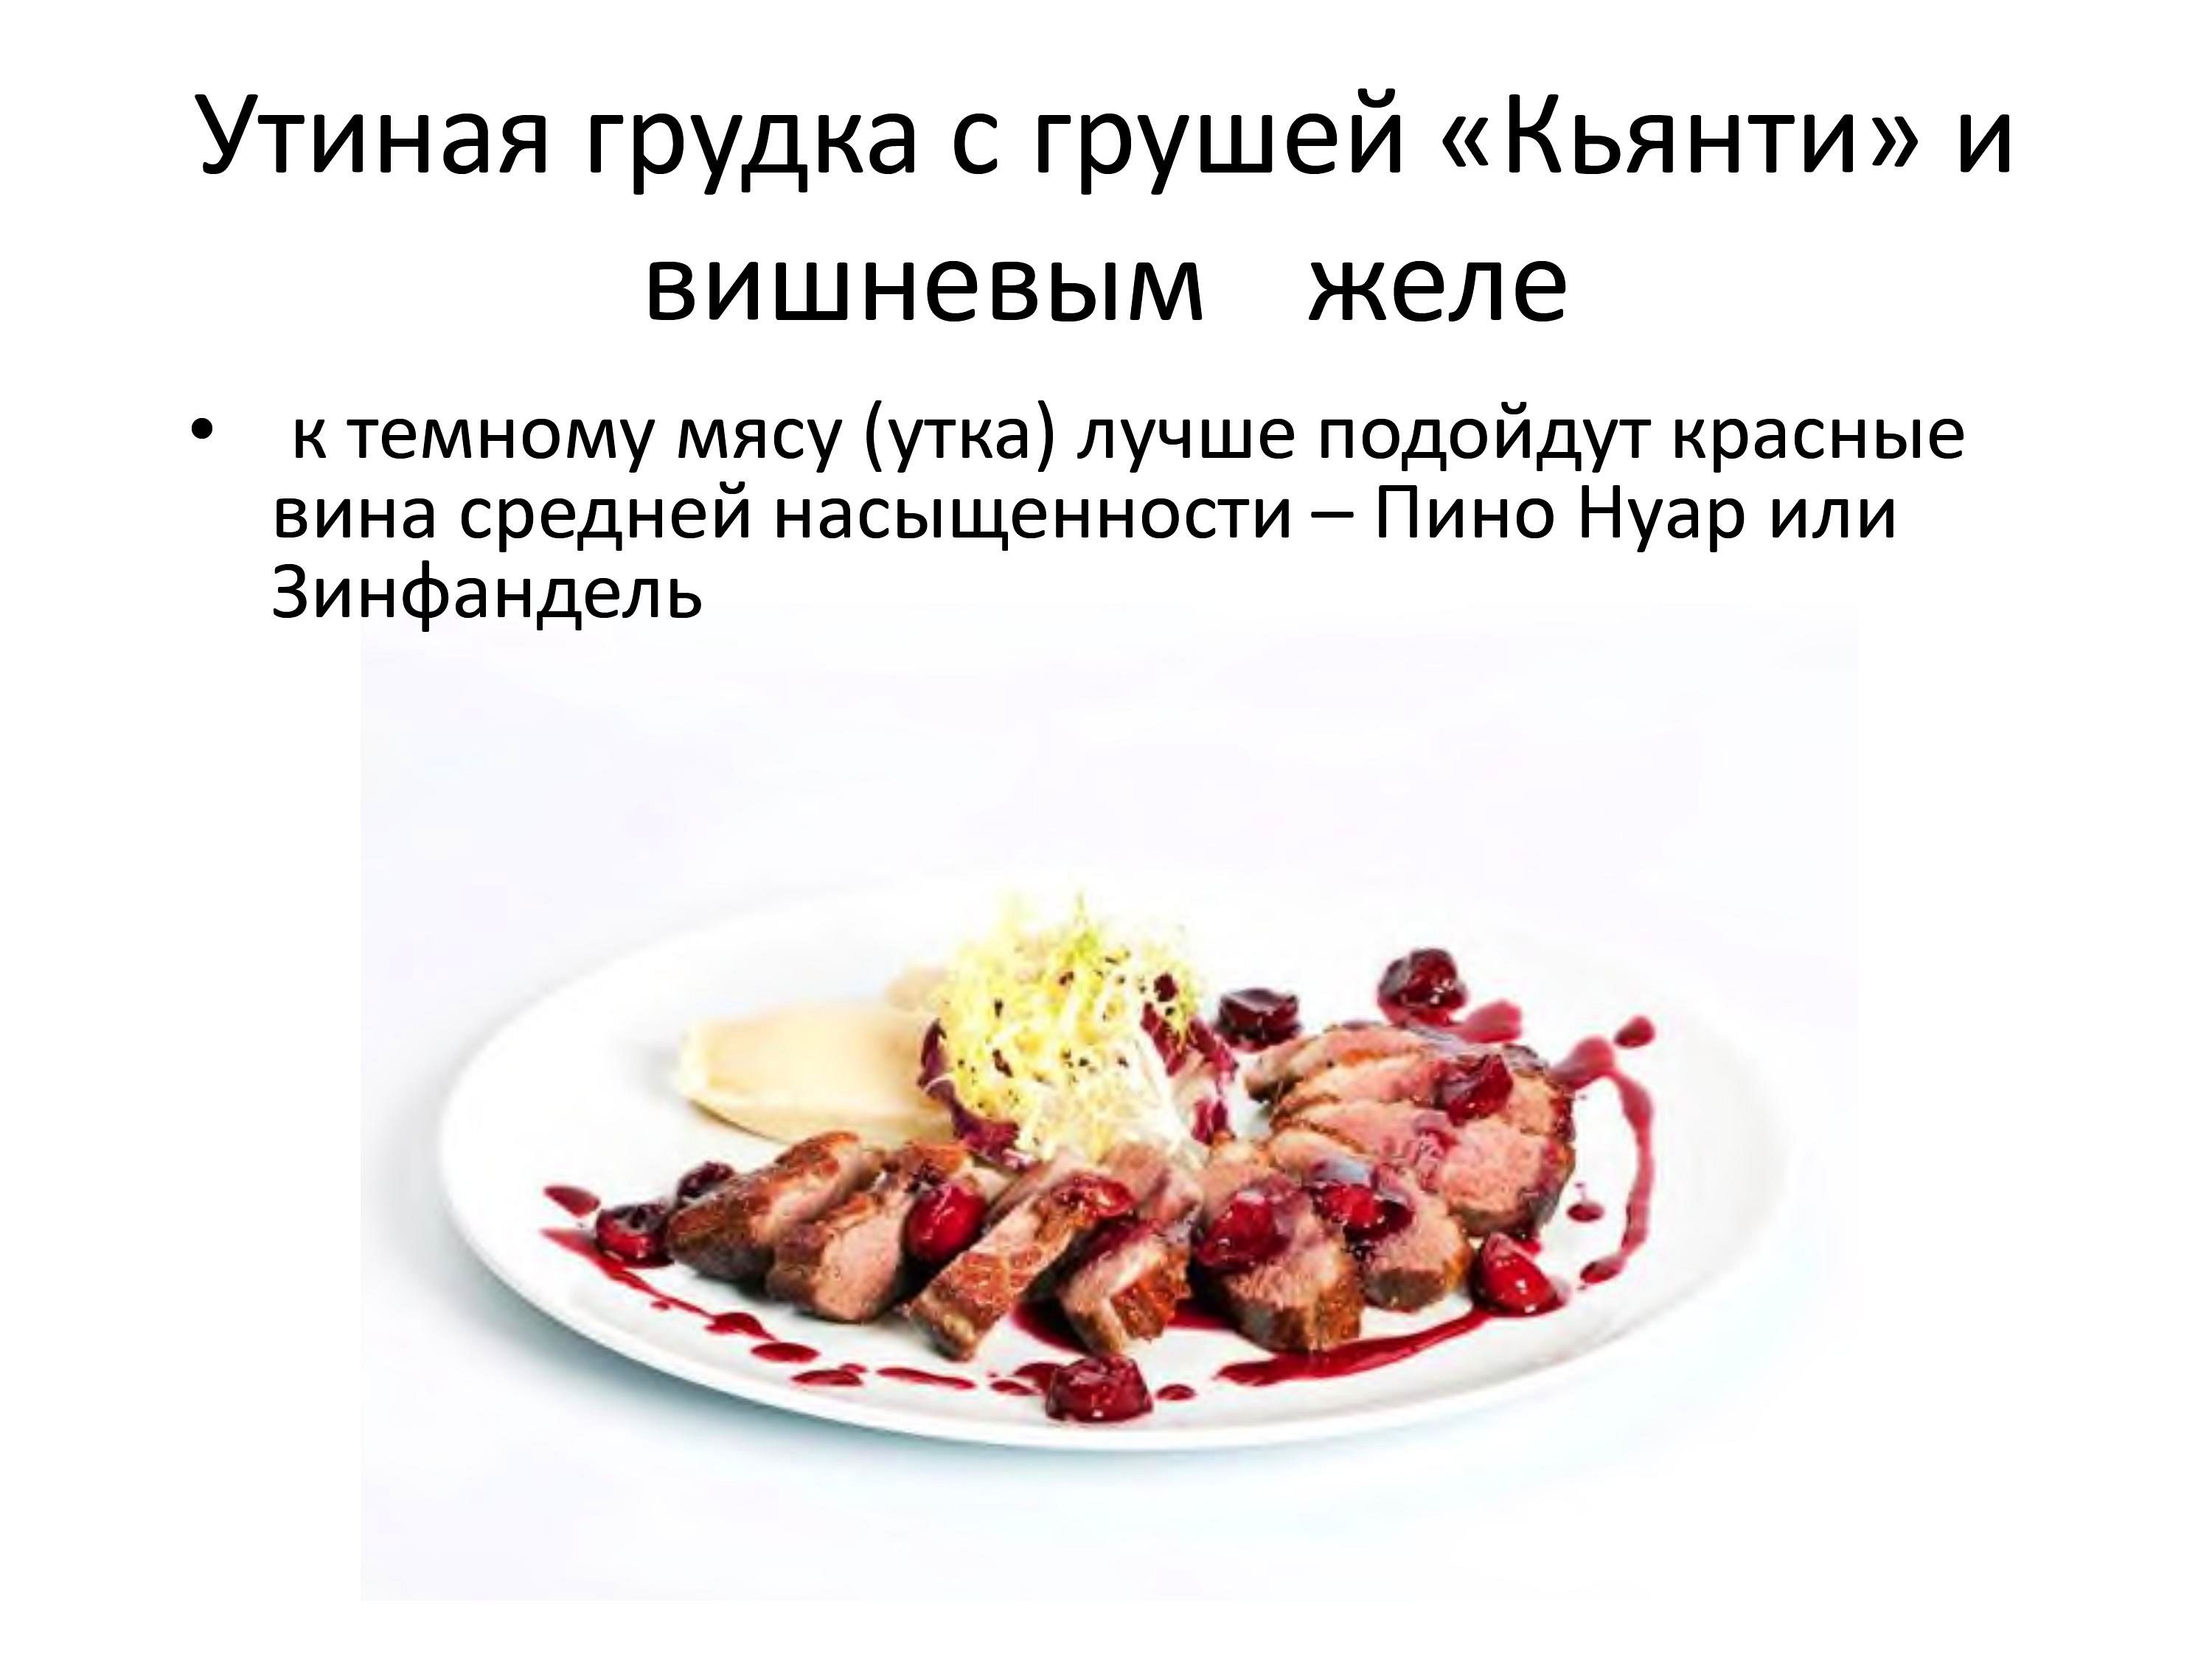 Утиная грудка с грушей «Кьянти» и
вишневым желе
• к темному мясу (утка) лучше подойдут красные
вина средней насыщенности – Пино Нуар или
Зинфандель